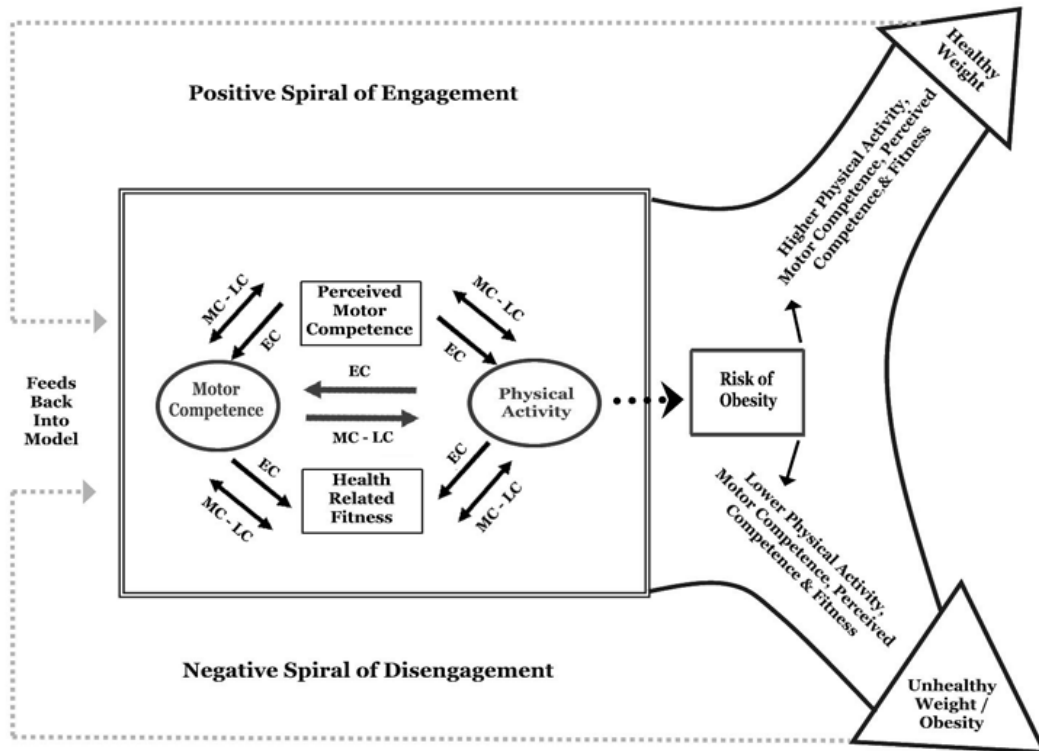 Healthy
Weight
Positive Spiral of Engagement
Higher Physical Activity,
Motor Competence, Perceived
Competence,& Fitness
MC - LC
EC
Perceived
Motor
Competence
MC - LC
EC
Feeds
Back
Into
Model
Motor
Competence
EC
MC - LC
Physical
Activity
Risk of
Obesity
EC
MC - LC
Health
Related
Fitness
EC
MC - LC
Lower Physical Activity,
Motor Competence, Perceived
Competence & Fitness
Negative Spiral of Disengagement
Unhealthy
Weight /
Obesity